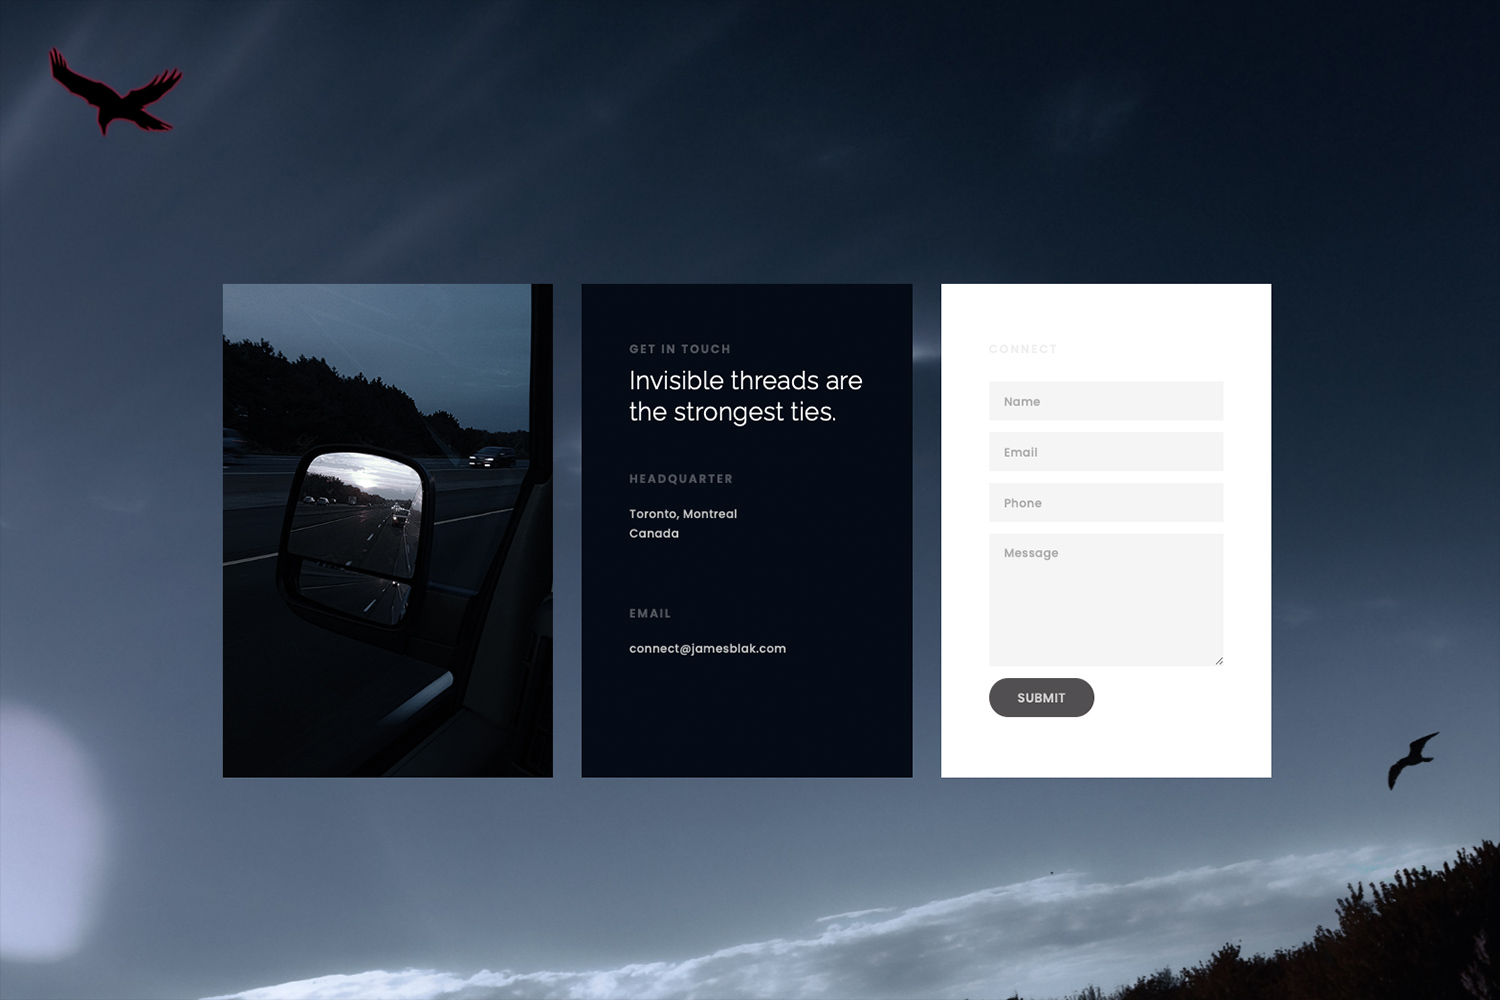 GET IN TOUCH
Invisible threads are
the strongest ties.
HEADQUARTER
Toronto, Montreal
Canada
EMAIL
connect@jamesblak.com
CONNECT
Name
Email
Phone
Message
SUBMIT